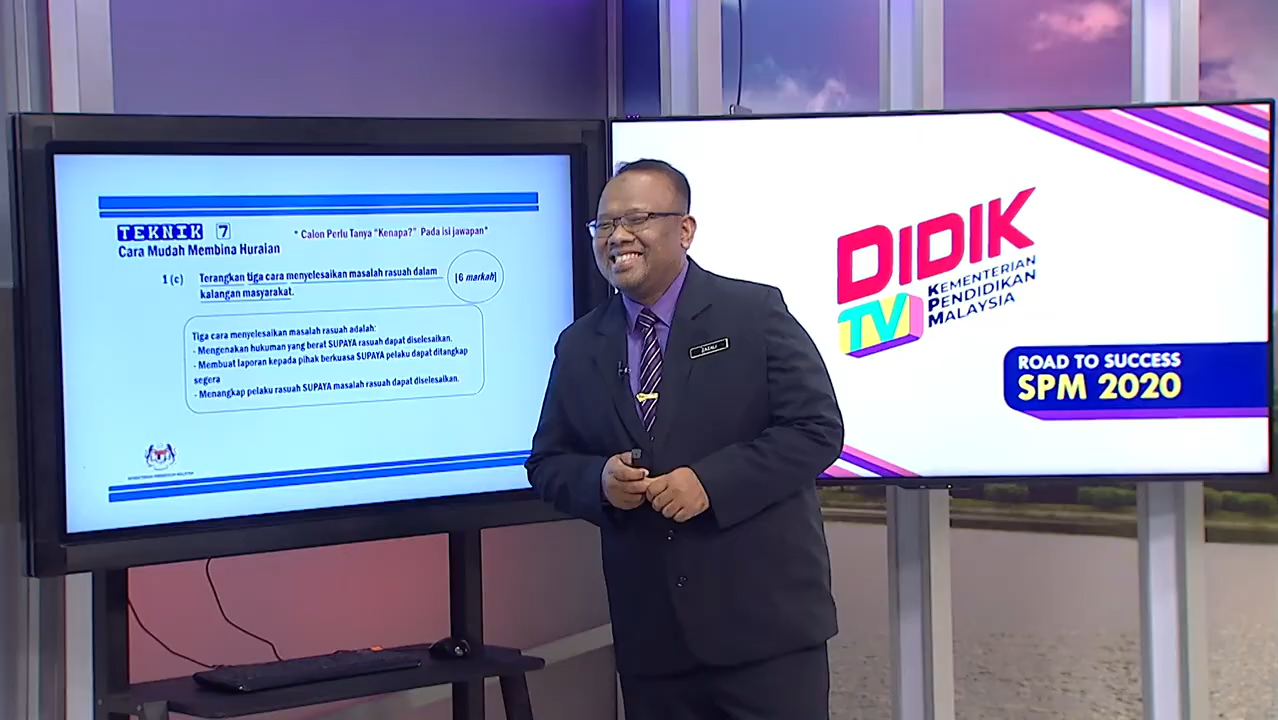 TEKNIK 7
* Calon Perlu Tanya "Kenapa?" Pada isi jawapan*
Cara Mudah Membina Huraian
1 (c) Terangkan tiga cara menyelesaikan masalah rasuah dalam
kalangan masyarakat.
[6 markah]
Tiga cara menyelesaikan masalah rasuah adalah:
- Mengenakan hukuman yang berat SUPAYA rasuah dapat diselesaikan.
- Membuat laporan kepada pihak berkuasa SUPAYA pelaku dapat ditangkap
segera
- Menangkap pelaku rasuah SUPAYA masalah rasuah dapat diselesaikan.
KEMENTERIAN PENDIDIKAN MALAYSIA
DIDIK
TV
KEMENTERIAN
PENDIDIKAN
MALAYSIA
ROAD TO SUCCESS
SPM 2020